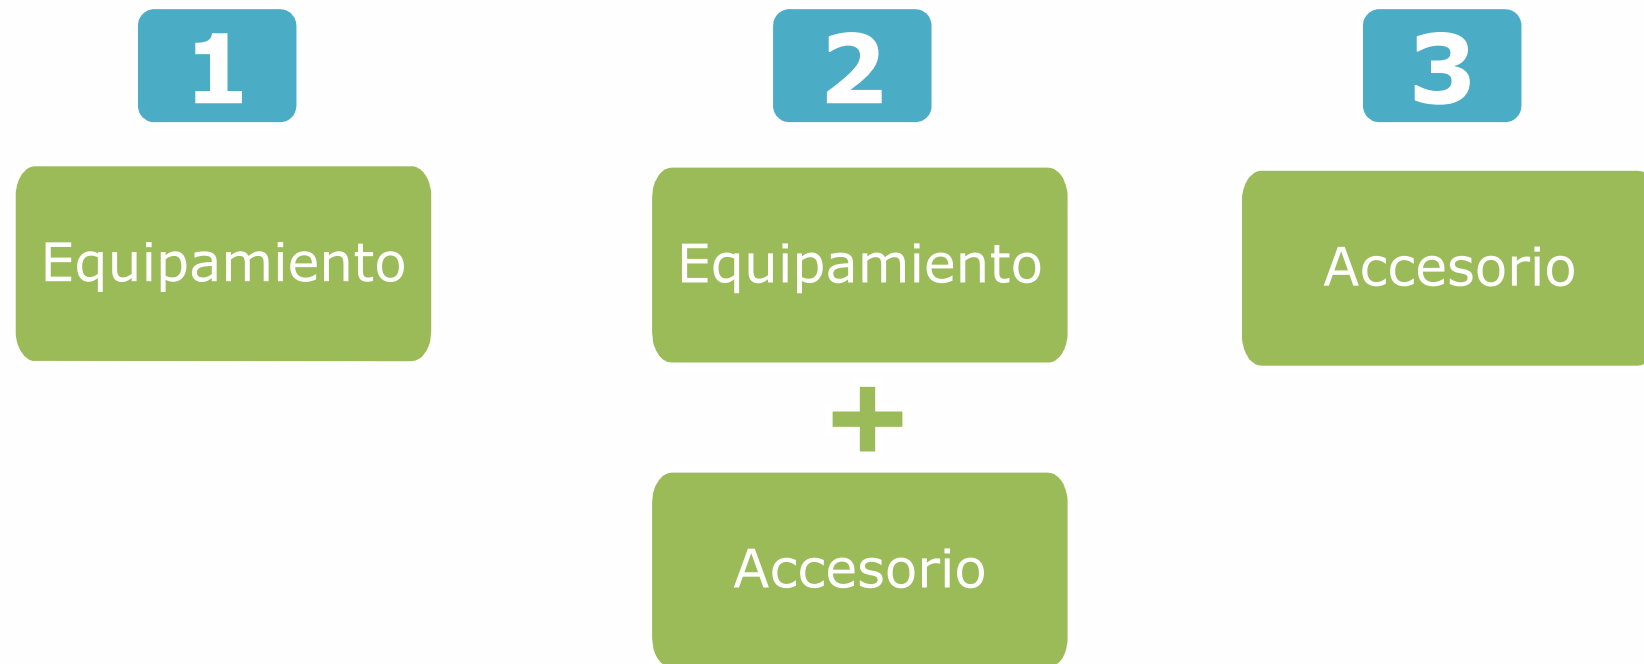 1
2
3
Equipamiento
Equipamiento
Accesorio
+
Accesorio